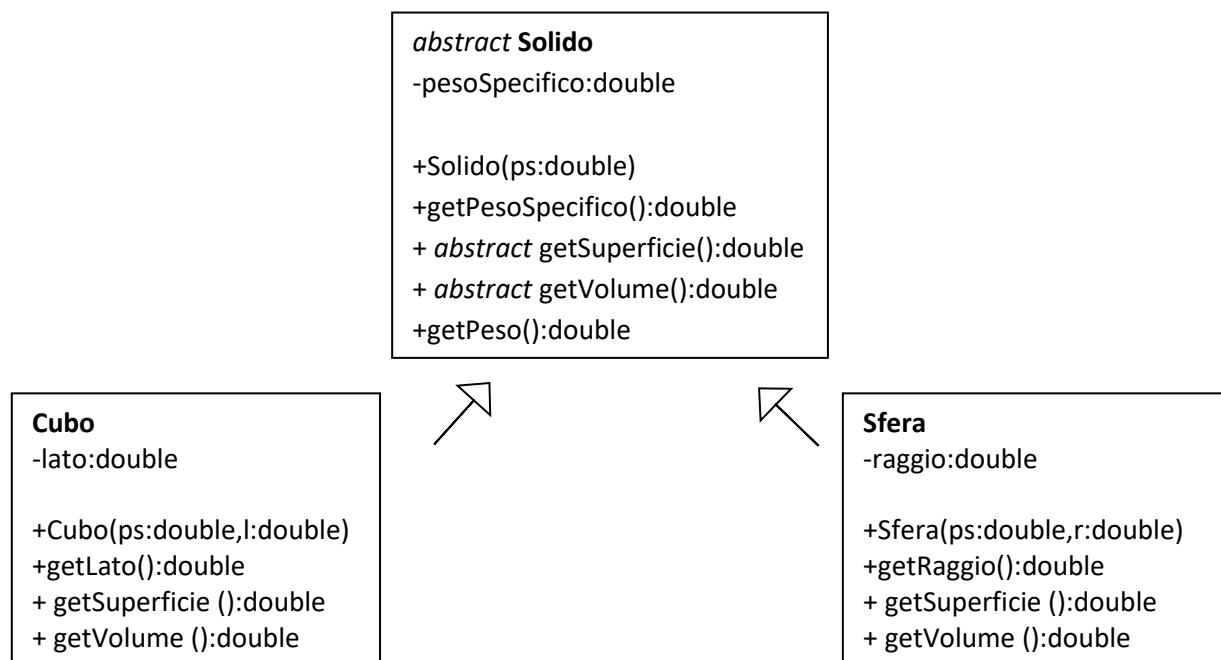 abstract Solido
-pesoSpecifico:double
+Solido(ps:double)
+getPesoSpecifico():double
+ abstract getSuperficie():double
+ abstract getVolume():double
+getPeso():double
Cubo
-lato:double
+Cubo(ps:double,l:double)
+getLato():double
+ getSuperficie ():double
+ getVolume ():double
Sfera
-raggio:double
+Sfera(ps:double,r:double)
+getRaggio():double
+ getSuperficie ():double
+ getVolume ():double